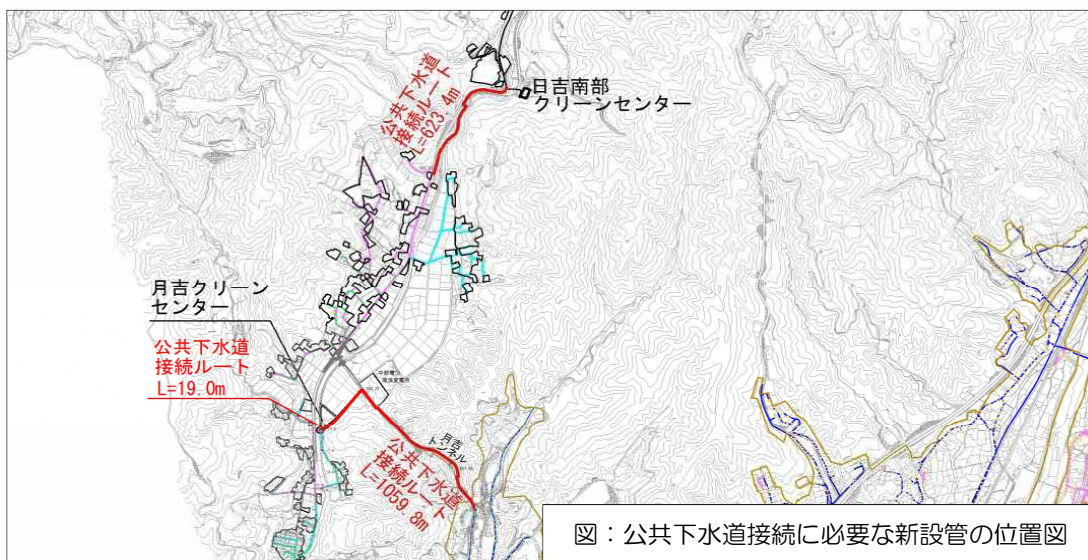 公共下水道
接続ルート
L=623.4m
日吉南部
クリーンセンター
月吉クリーン
センター
公共下水道
接続ルート
L=19.0m
月吉
トンネル
公共下水道
接続ルート
L=1059.8m
図：公共下水道接続に必要な新設管の位置図